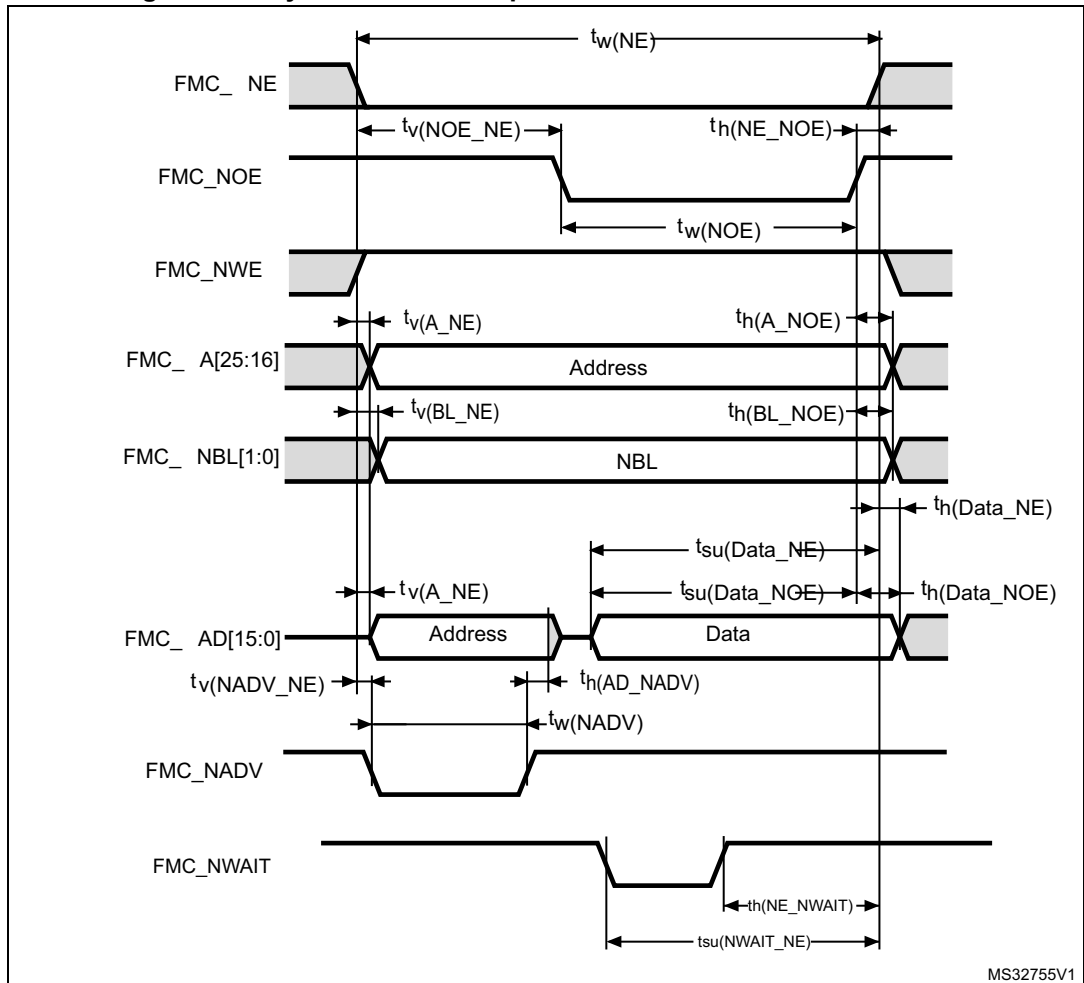 tw(NE)
FMC_ NE
tv(NOE_NE)
th(NE_NOE)
FMC_NOE
tw(NOE)
FMC_NWE
tv(A_NE)
th(A_NOE)
FMC_ A[25:16]
Address
tv(BL_NE)
th(BL_NOE)
FMC_ NBL[1:0]
NBL
th(Data_NE)
tsu(Data_NE)
tv(A_NE)
tsu(Data_NOE)
th(Data_NOE)
FMC_ AD[15:0]
Address
Data
tv(NADV_NE)
th(AD_NADV)
tw(NADV)
FMC_NADV
FMC_NWAIT
th(NE_NWAIT)
tsu(NWAIT_NE)
MS32755V1